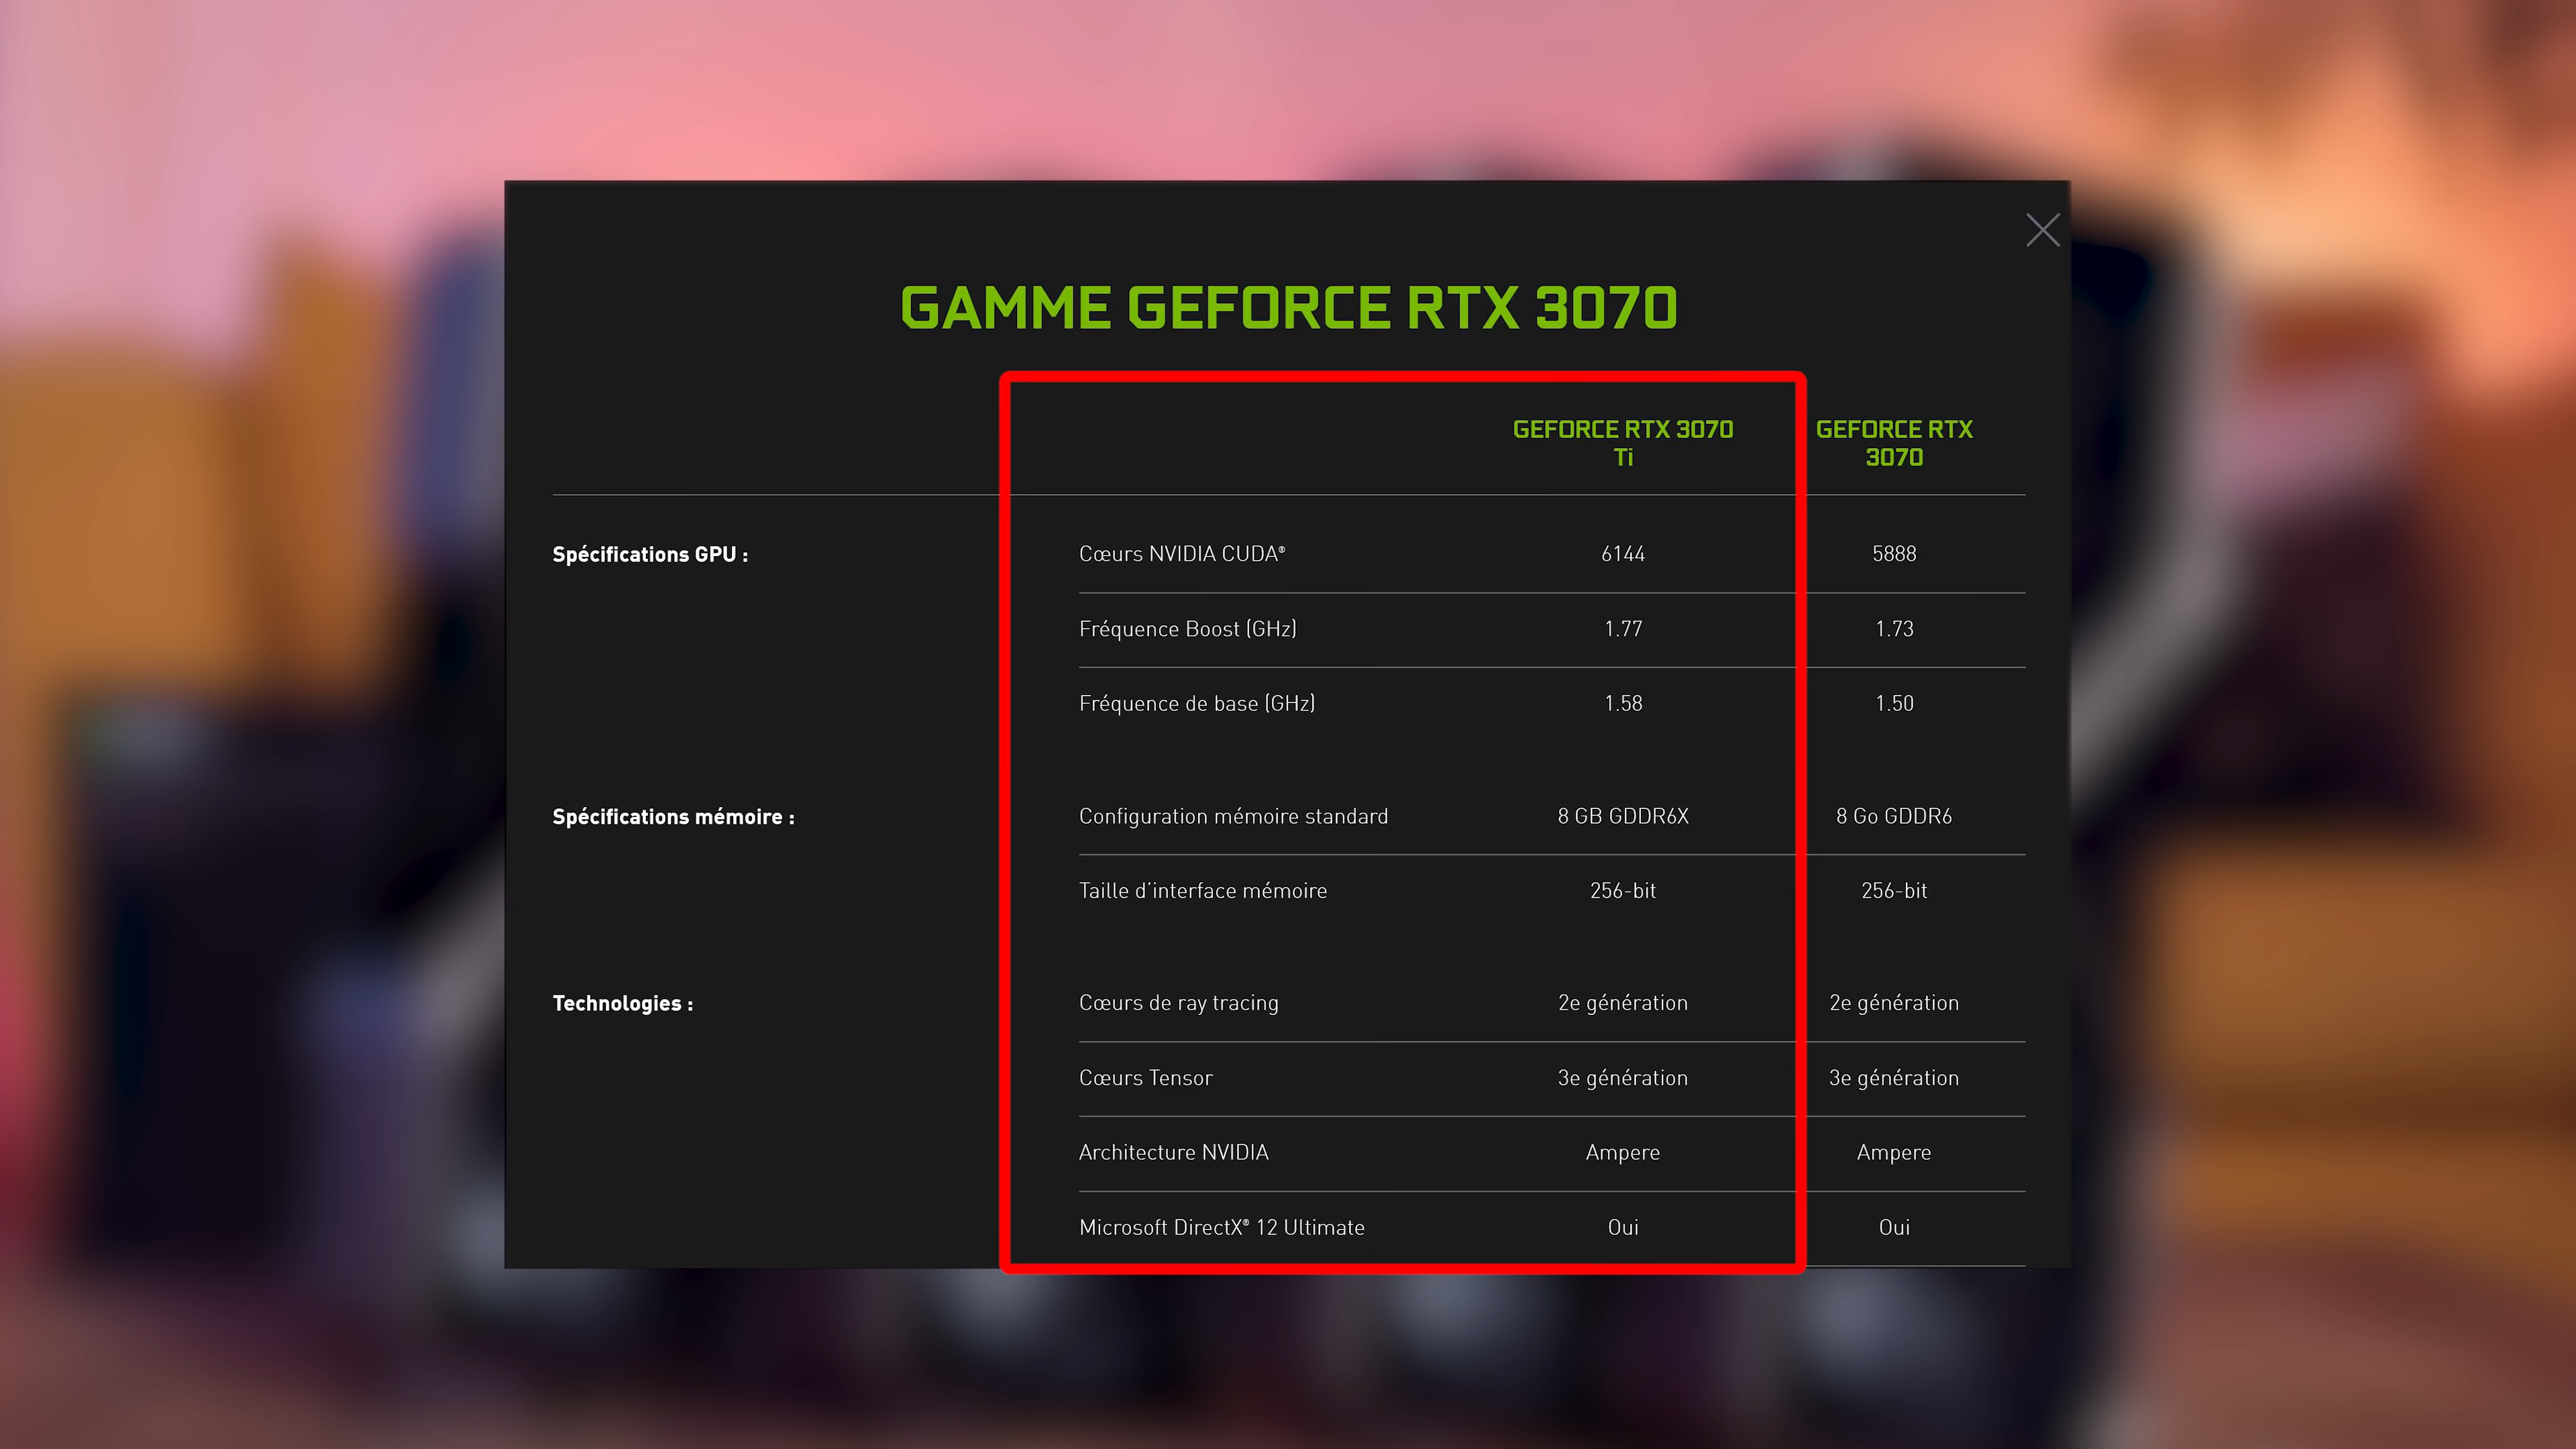 GAMME GEFORCE RTX 3070
GEFORCE RTX 3070 Ti GEFORCE RTX 3070
Spécifications GPU : Cœurs NVIDIA CUDA® 6144 5888
Fréquence Boost (GHz) 1.77 1.73
Fréquence de base (GHz) 1.58 1.50
Spécifications mémoire : Configuration mémoire standard 8 GB GDDR6X 8 Go GDDR6
Taille d’interface mémoire 256-bit 256-bit
Technologies : Cœurs de ray tracing 2e génération 2e génération
Cœurs Tensor 3e génération 3e génération
Architecture NVIDIA Ampere Ampere
Microsoft DirectX® 12 Ultimate Oui Oui